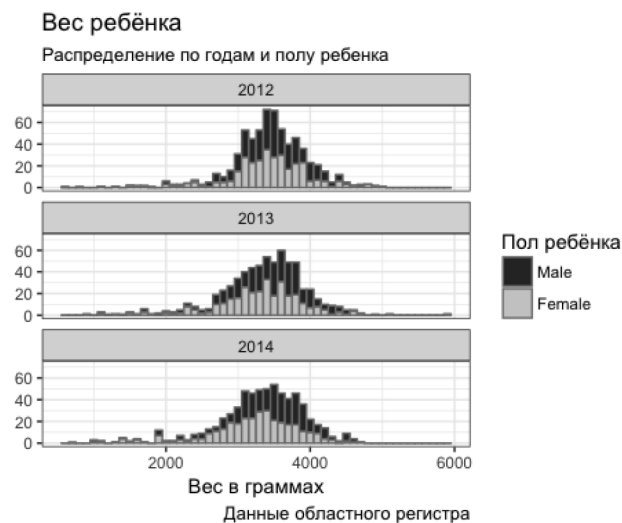 Вес ребёнка
Распределение по годам и полу ребенка
2012
60
40
20
0
2013
60
40
20
0
2014
60
40
20
0
2000 4000 6000
Вес в граммах
Данные областного регистра
Пол ребёнка
Male
Female